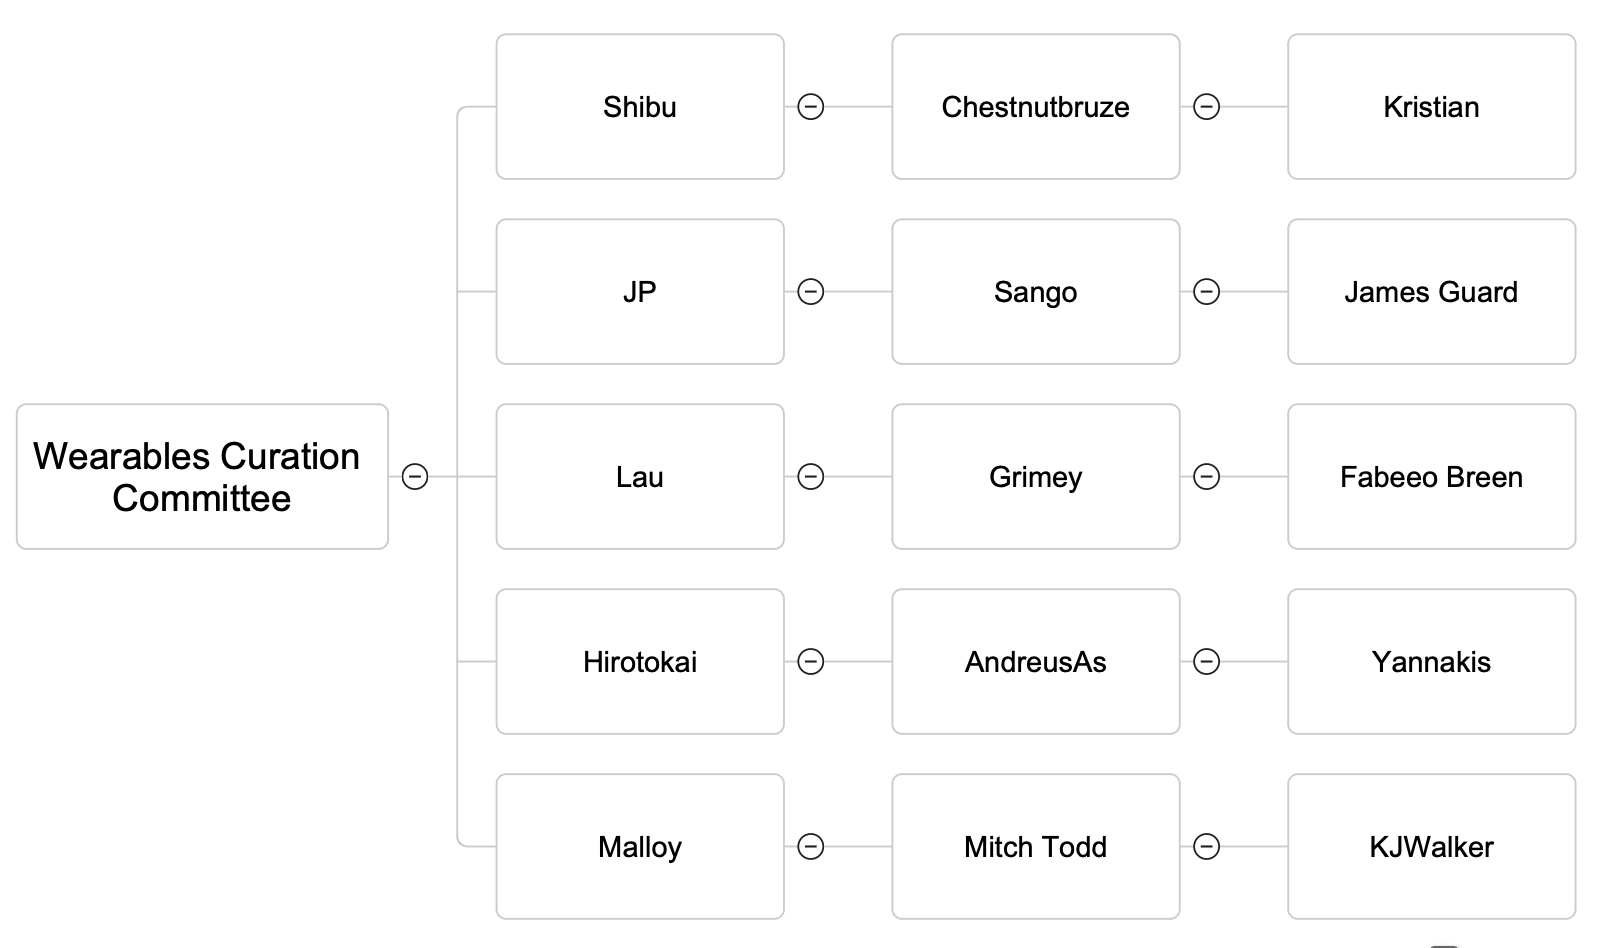 Shibu
Chestnutbruze
Kristian
JP
Sango
James Guard
Wearables Curation
Committee
Lau
Grimey
Fabeeo Breen
Hirotokai
AndreusAs
Yannakis
Malloy
Mitch Todd
KJWalker